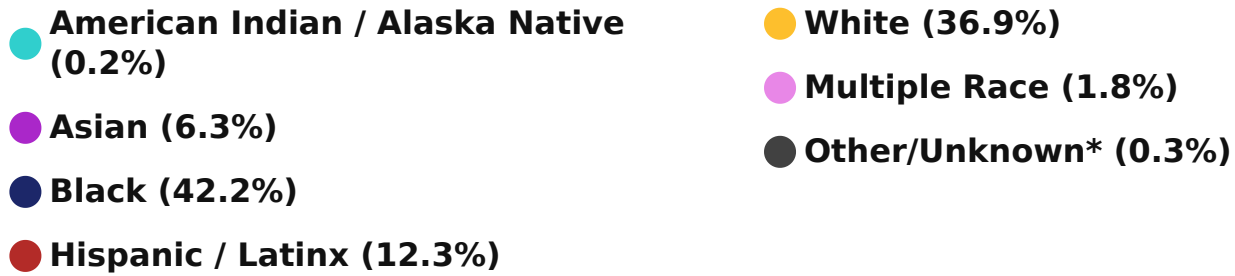 American Indian / Alaska Native
(0.2%)
Asian (6.3%)
Black (42.2%)
Hispanic / Latinx (12.3%)
White (36.9%)
Multiple Race (1.8%)
Other/Unknown* (0.3%)